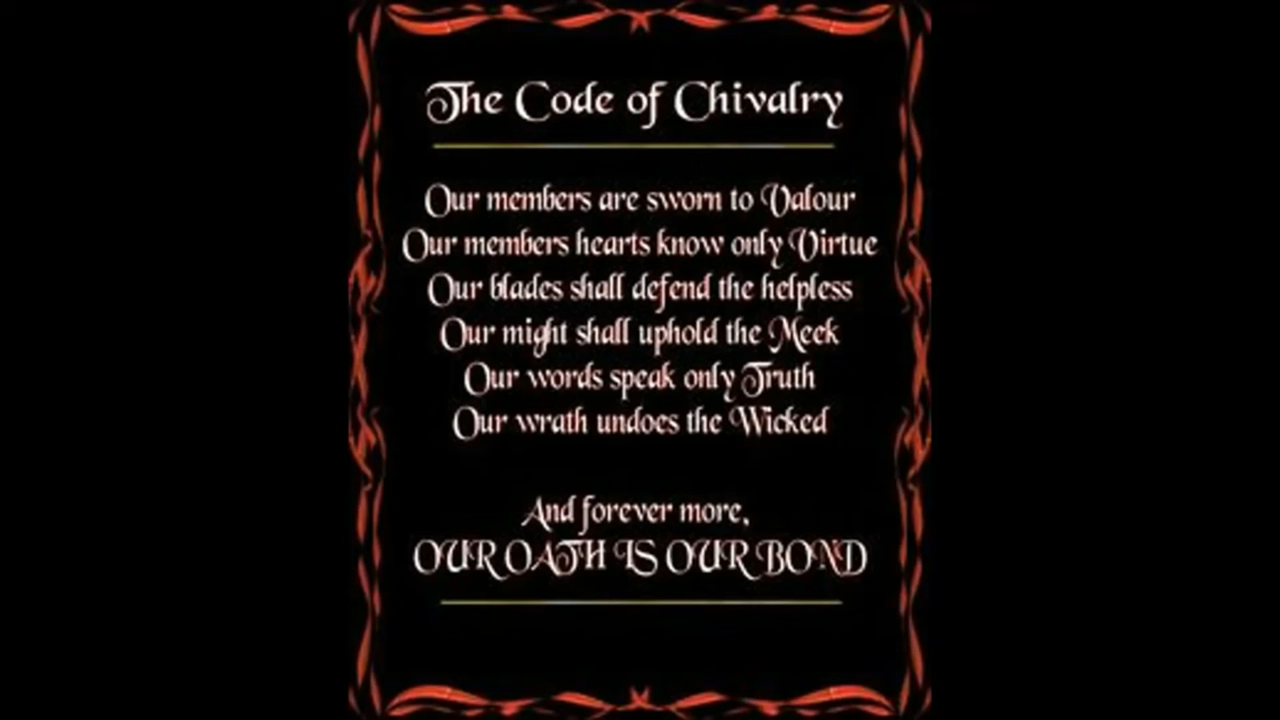 The Code of Chivalry
Our members are sworn to Valour
Our members hearts know only Virtue
Our blades shall defend the helpless
Our might shall uphold the Meek
Our words speak only Truth
Our wrath undoes the Wicked
And forever more,
OUR OATH IS OUR BOND